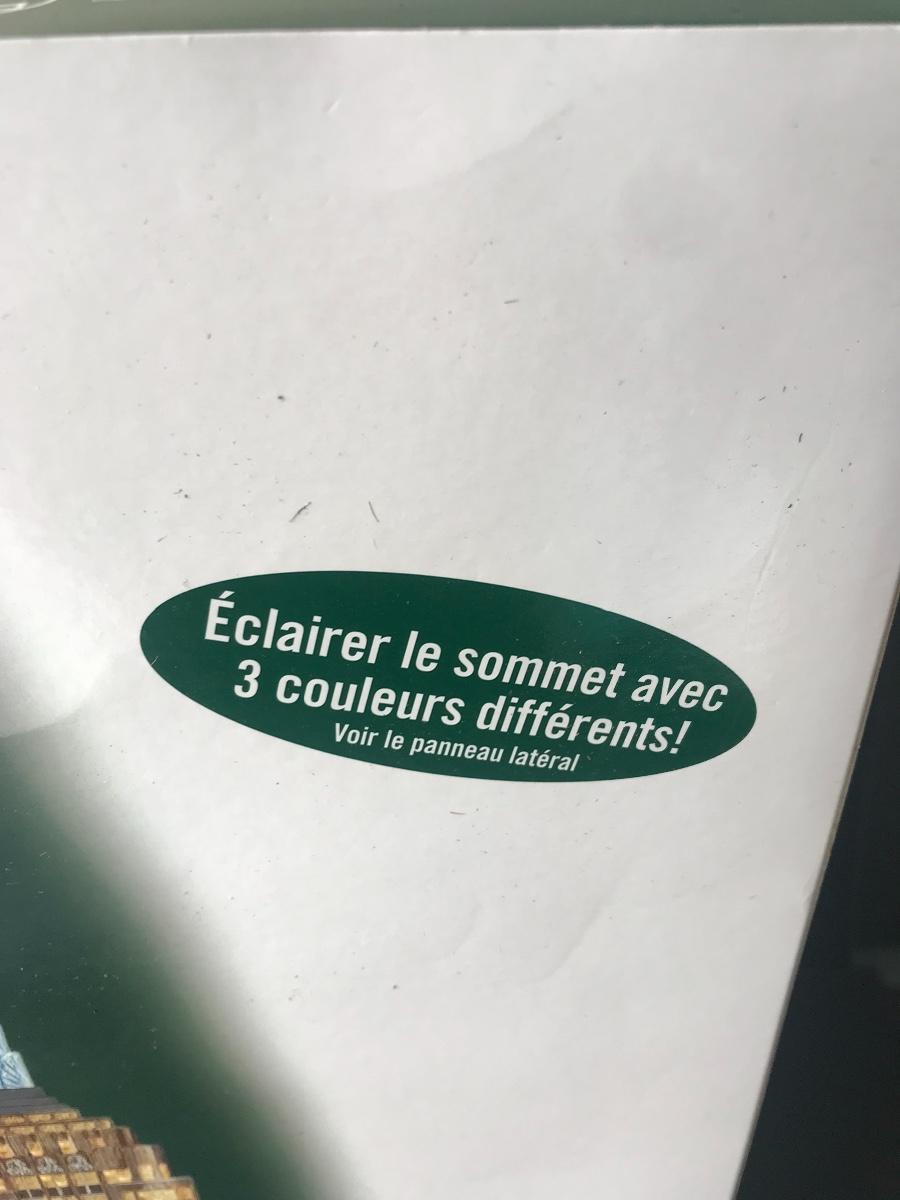 Éclairer le sommet avec
3 couleurs différents!
Voir le panneau latéral